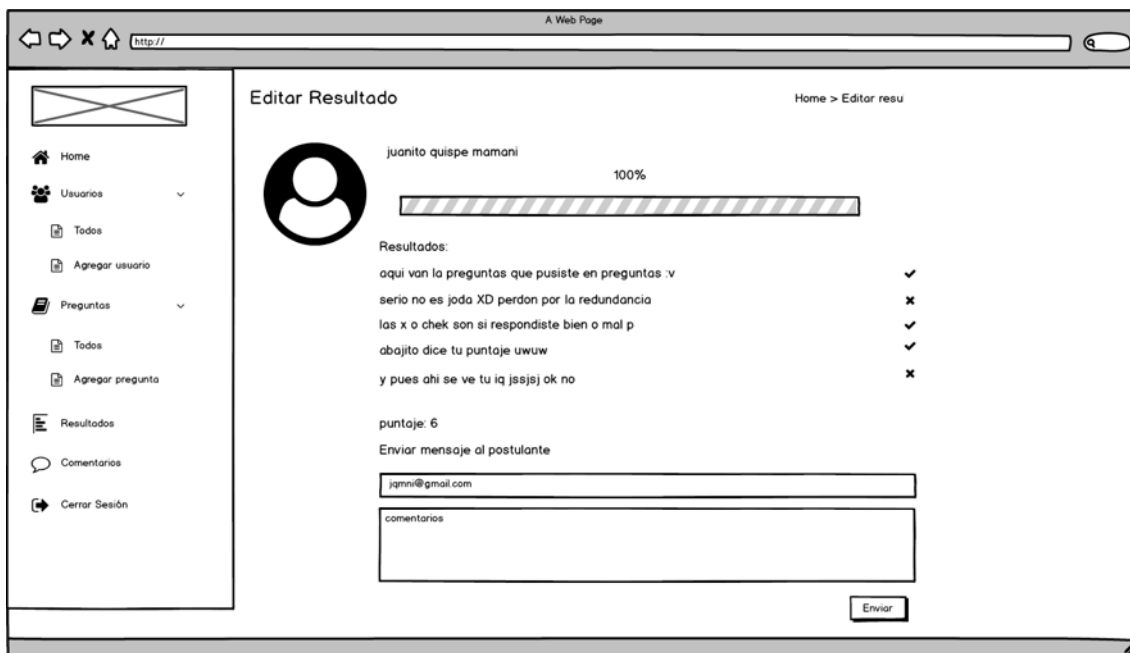 A Web Page
http://
Editar Resultado
Home > Editar resu
Home
Usuarios
Todos
Agregar usuario
Preguntas
Todos
Agregar pregunta
Resultados
Comentarios
Cerrar Sesión
juanito quispe mamani
100%
Resultados:
aqui van la preguntas que pusiste en preguntas :v
serio no es joda XD perdon por la redundancia
las x o chek son si respondiste bien o mal p
abajito dice tu puntaje uwuw
y pues ahi se ve tu iq jssjsj ok no
puntaje: 6
Enviar mensaje al postulante
jqmni@gmail.com
comentarios
Enviar